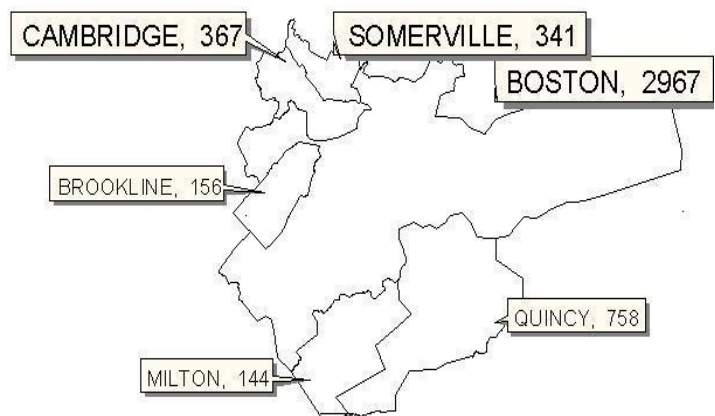 CAMBRIDGE, 367
SOMERVILLE, 341
BOSTON, 2967
BROOKLINE, 156
QUINCY, 758
MILTON, 144